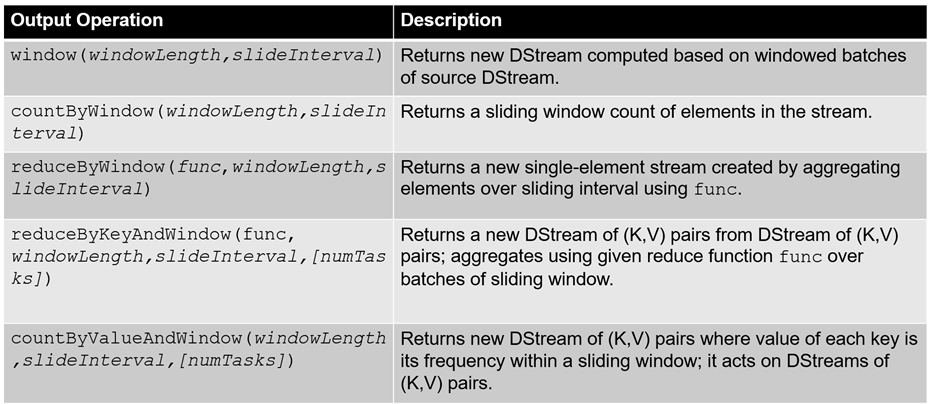 Output Operation
Description
window(windowLength,slideInterval)
Returns new DStream computed based on windowed batches
of source DStream.
countByWindow(windowLength,slideIn
terval)
Returns a sliding window count of elements in the stream.
reduceByWindow(func,windowLength,s
lideInterval)
Returns a new single-element stream created by aggregating
elements over sliding interval using func.
reduceByKeyAndWindow(func,
windowLength,slideInterval,[numTas
ks])
Returns a new DStream of (K,V) pairs from DStream of (K,V)
pairs; aggregates using given reduce function func over
batches of sliding window.
countByValueAndWindow(windowLength
,slideInterval,[numTasks])
Returns new DStream of (K,V) pairs where value of each key is
its frequency within a sliding window; it acts on DStreams of
(K,V) pairs.